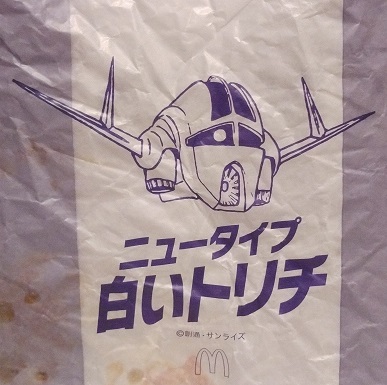 ニュータイプ
白いトリチ
©創通・サンライズ